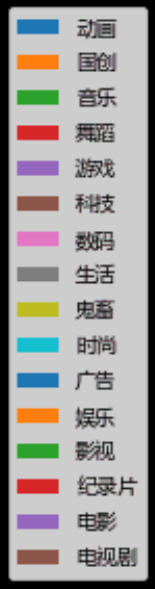 动画
国创
音乐
舞蹈
游戏
科技
数码
生活
鬼畜
时尚
广告
娱乐
影视
纪录片
电影
电视剧